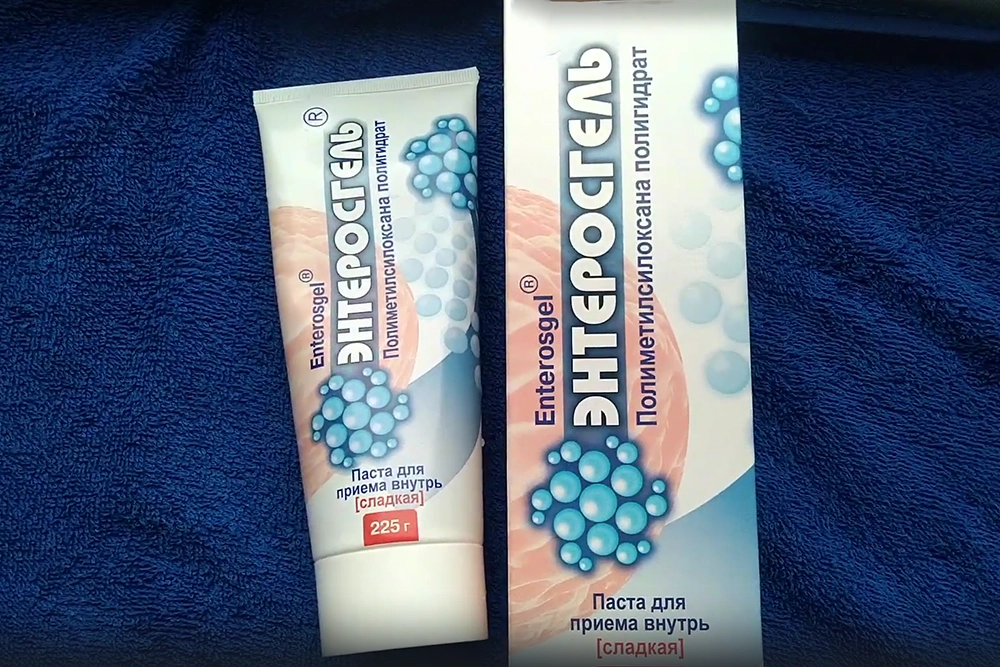 Enterosgel®
ЭНТЕРОСГЕЛЬ®
Полиметилсилоксана полигидрат
Паста для
приема внутрь
[сладкая]
225 г
Enterosgel®
ЭНТЕРОСГЕЛЬ
Полиметилсилоксана полигидрат
Паста для
приема внутрь
[сладкая]